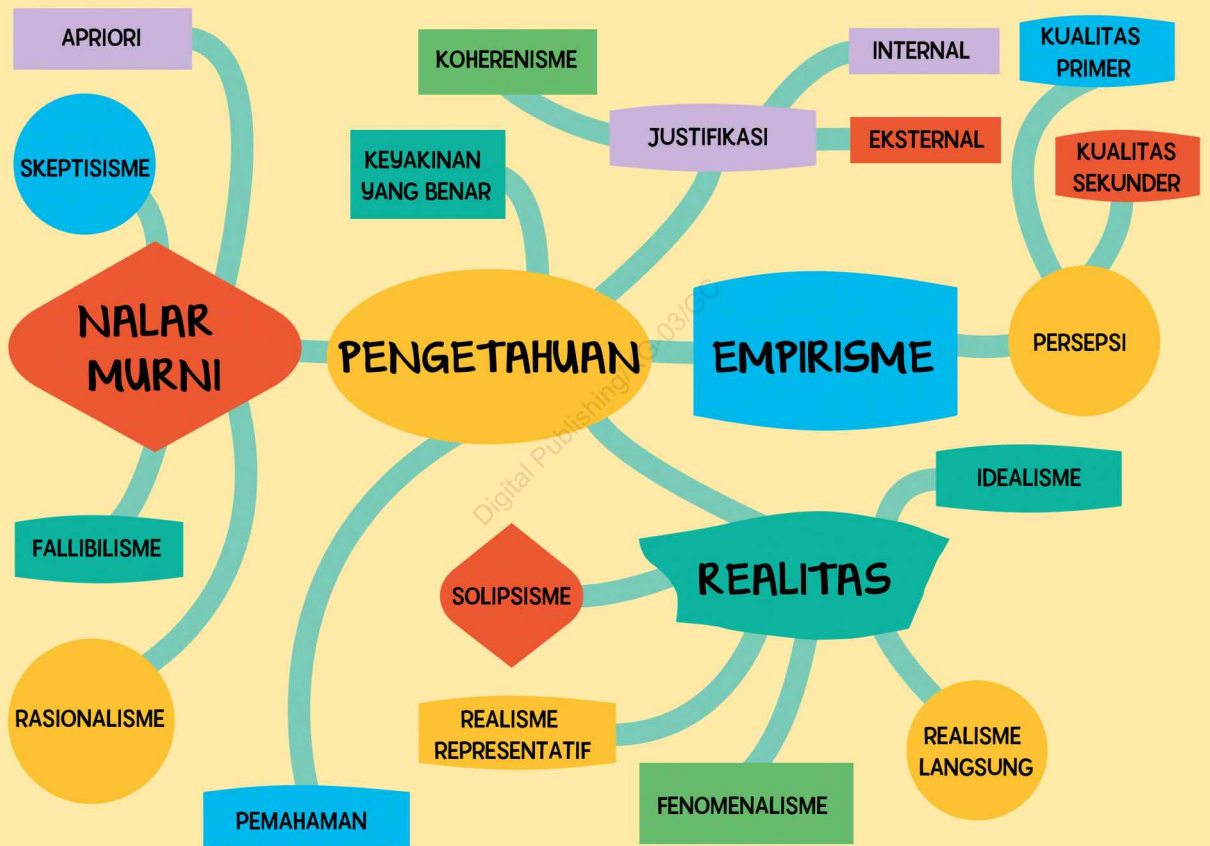 APRIORI
KOHERENISME
INTERNAL
KUALITAS
PRIMER
SKEPTISISME
KEYAKINAN
YANG BENAR
JUSTIFIKASI
EKSTERNAL
KUALITAS
SEKUNDER
NALAR
MURNI
PENGETAHUAN
EMPIRISME
PERSEPSI
IDEALISME
FALLIBILISME
SOLIPSISME
REALITAS
RASIONALISME
REALISME
REPRESENTATIF
REALISME
LANGSUNG
FENOMENALISME
PEMAHAMAN